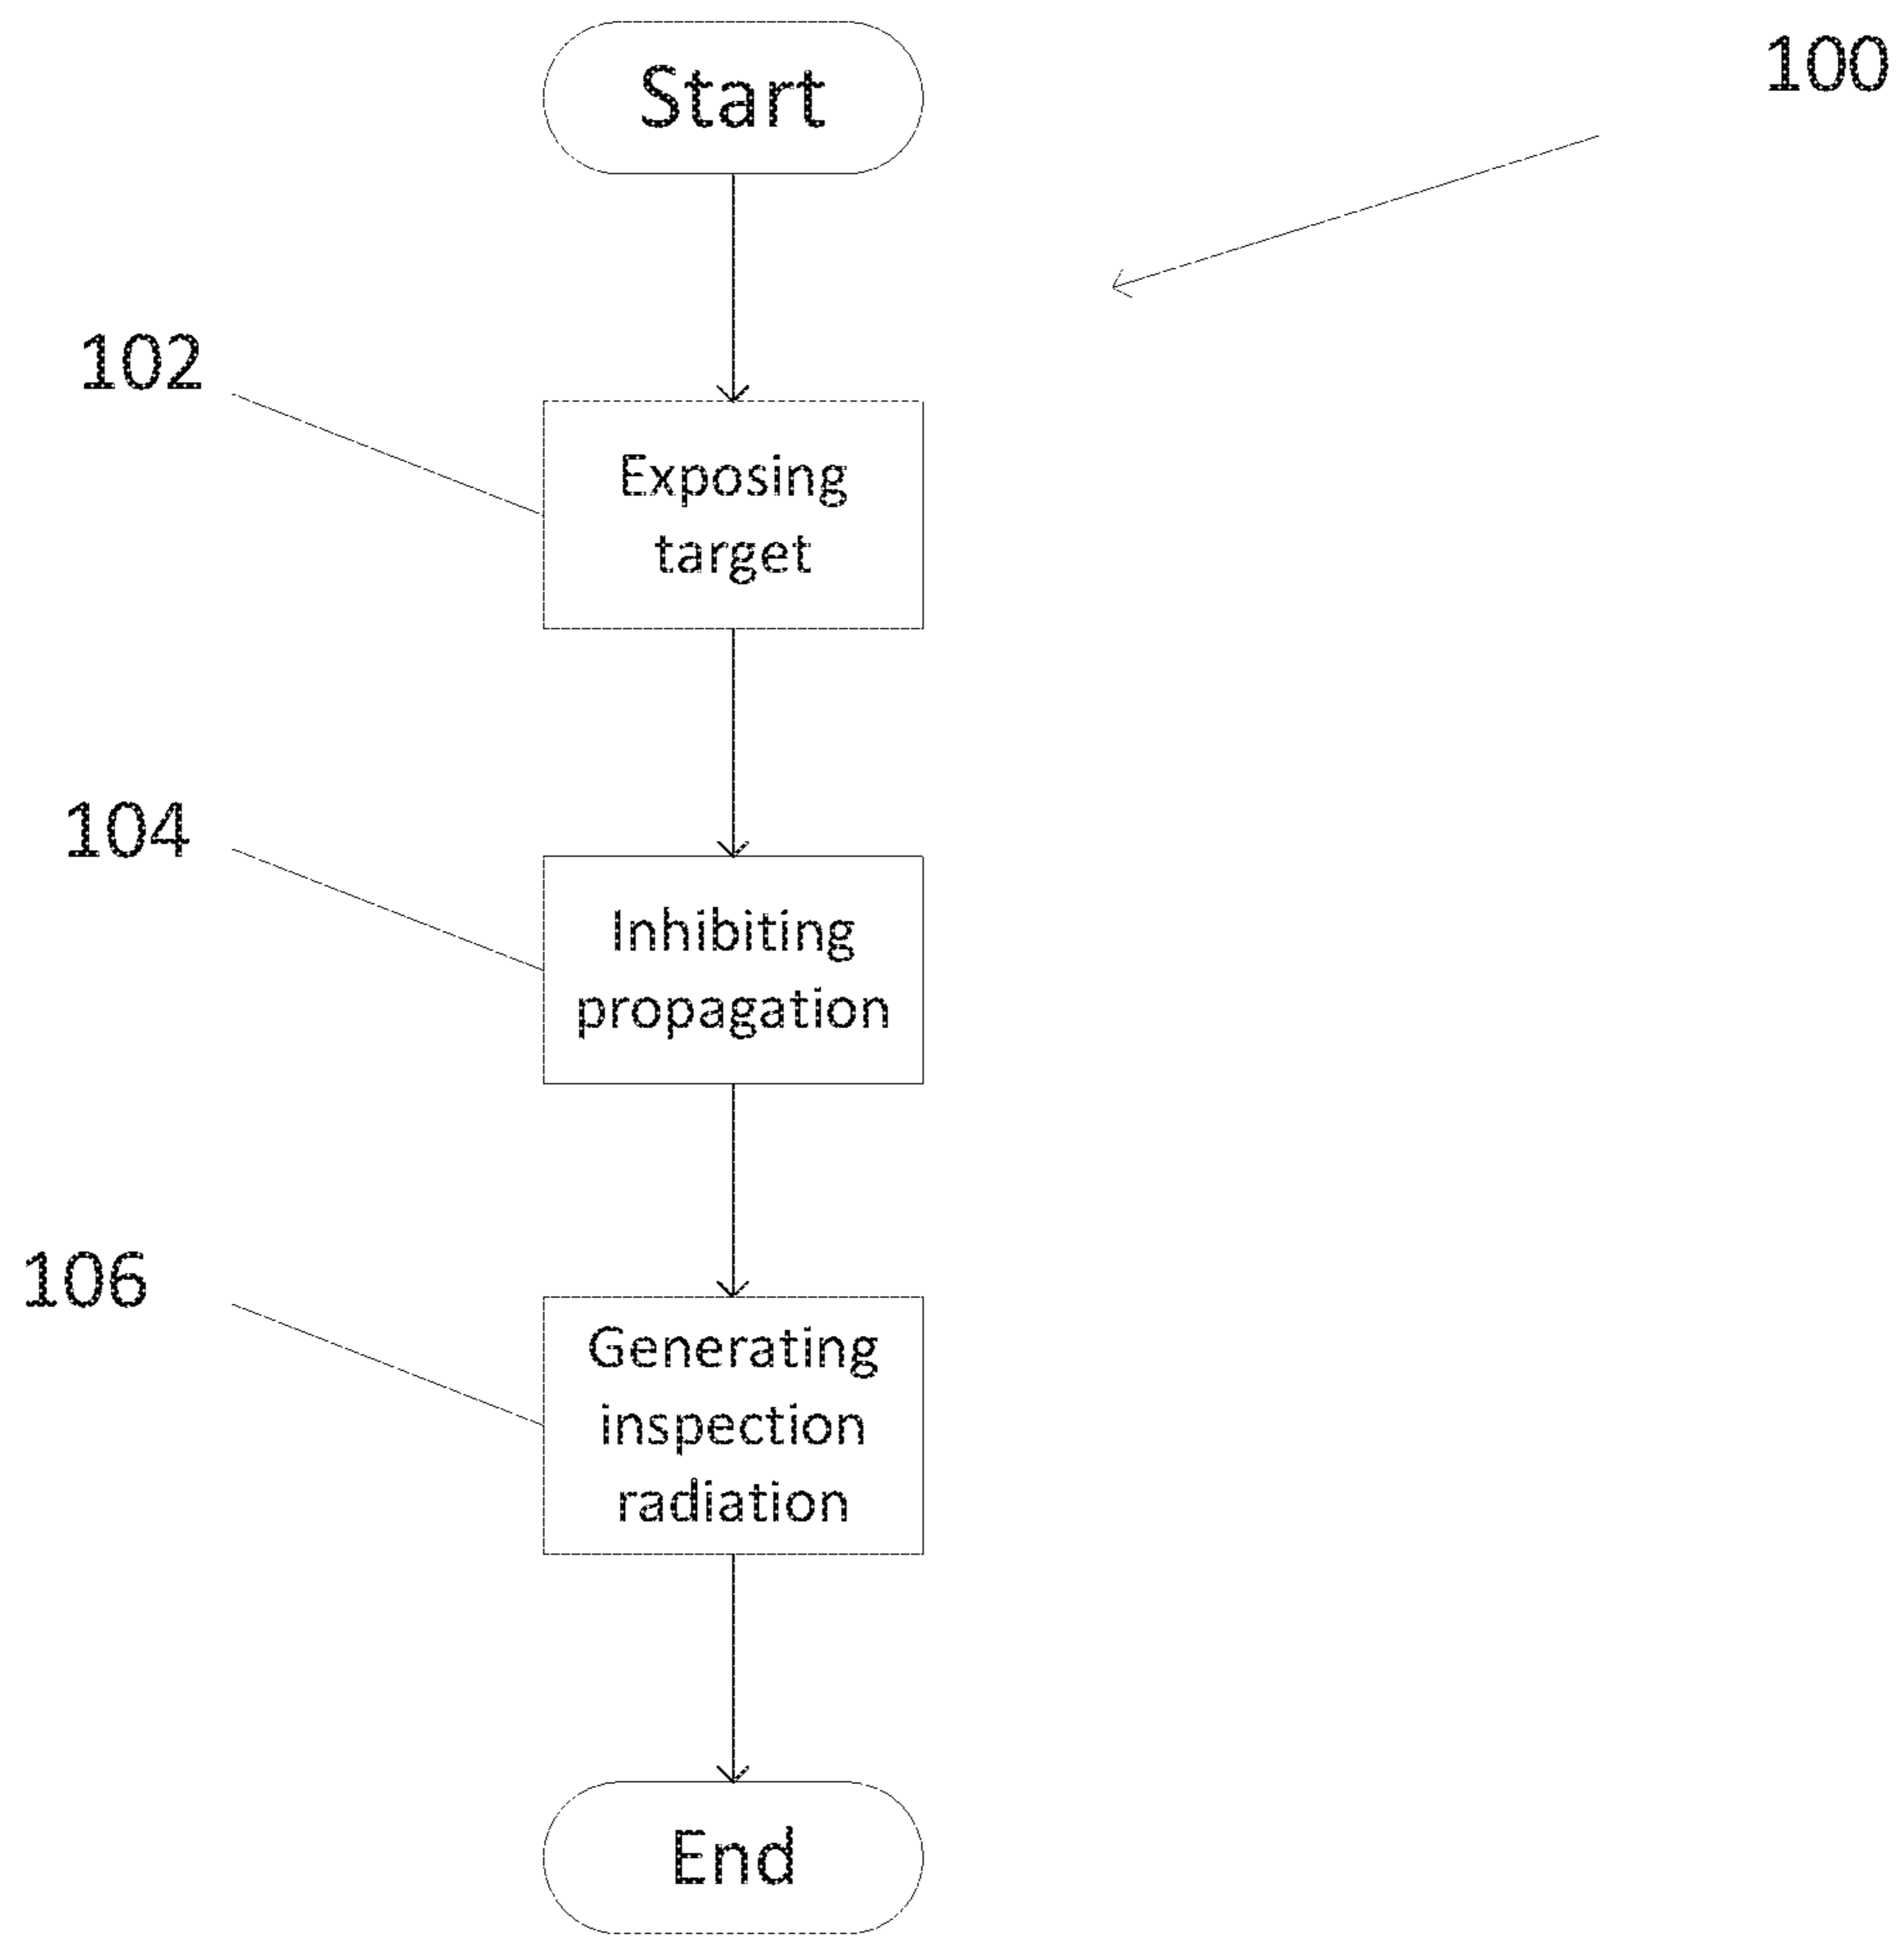 Start
100
102
Exposing
target
104
Inhibiting
propagation
106
Generating
inspection
radiation
End